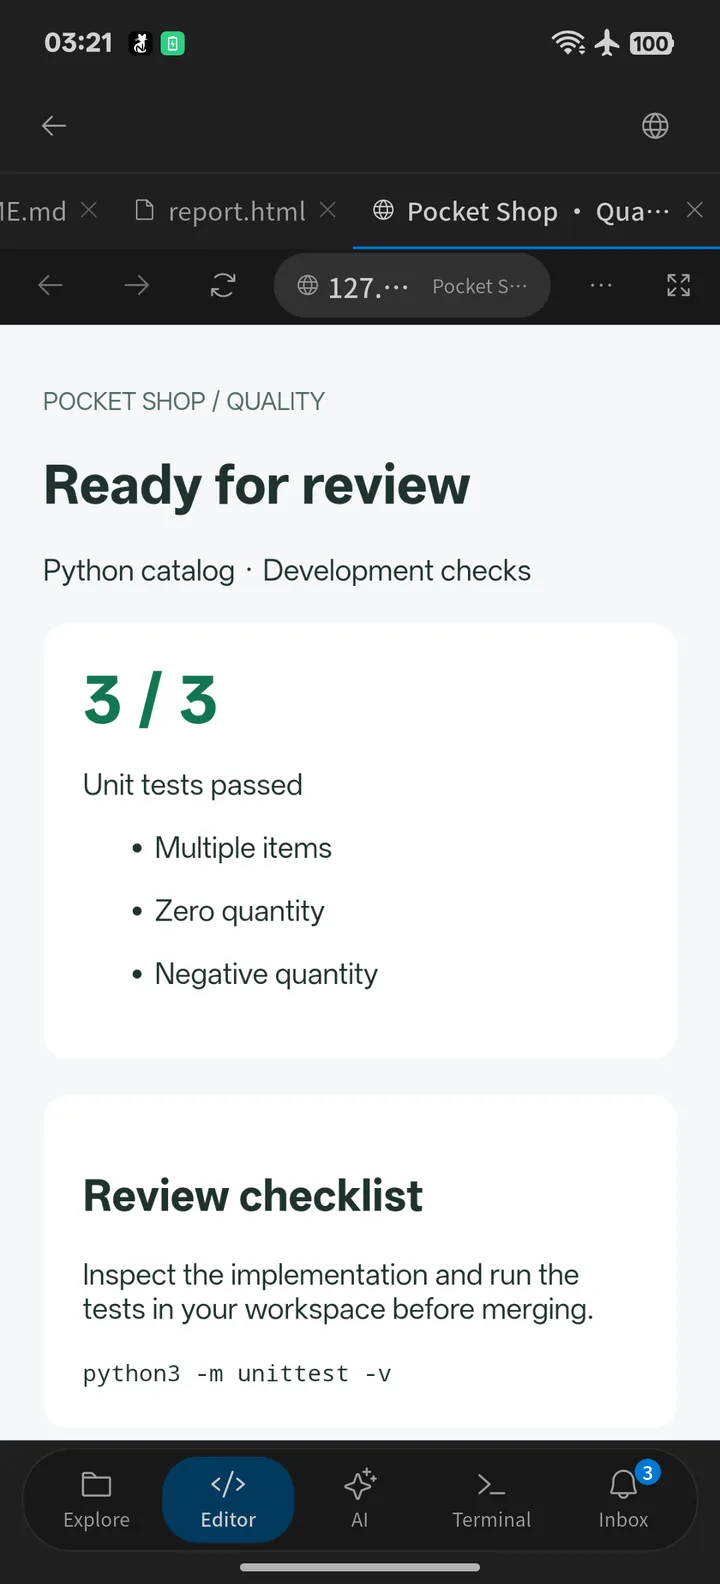 03:21
100
IE.md
report.html
Pocket Shop • Qua···
127.··· Pocket S···
POCKET SHOP / QUALITY
Ready for review
Python catalog · Development checks
3 / 3
Unit tests passed
• Multiple items
• Zero quantity
• Negative quantity
Review checklist
Inspect the implementation and run the
tests in your workspace before merging.
python3 -m unittest -v
3
Explore
Editor
AI
Terminal
Inbox